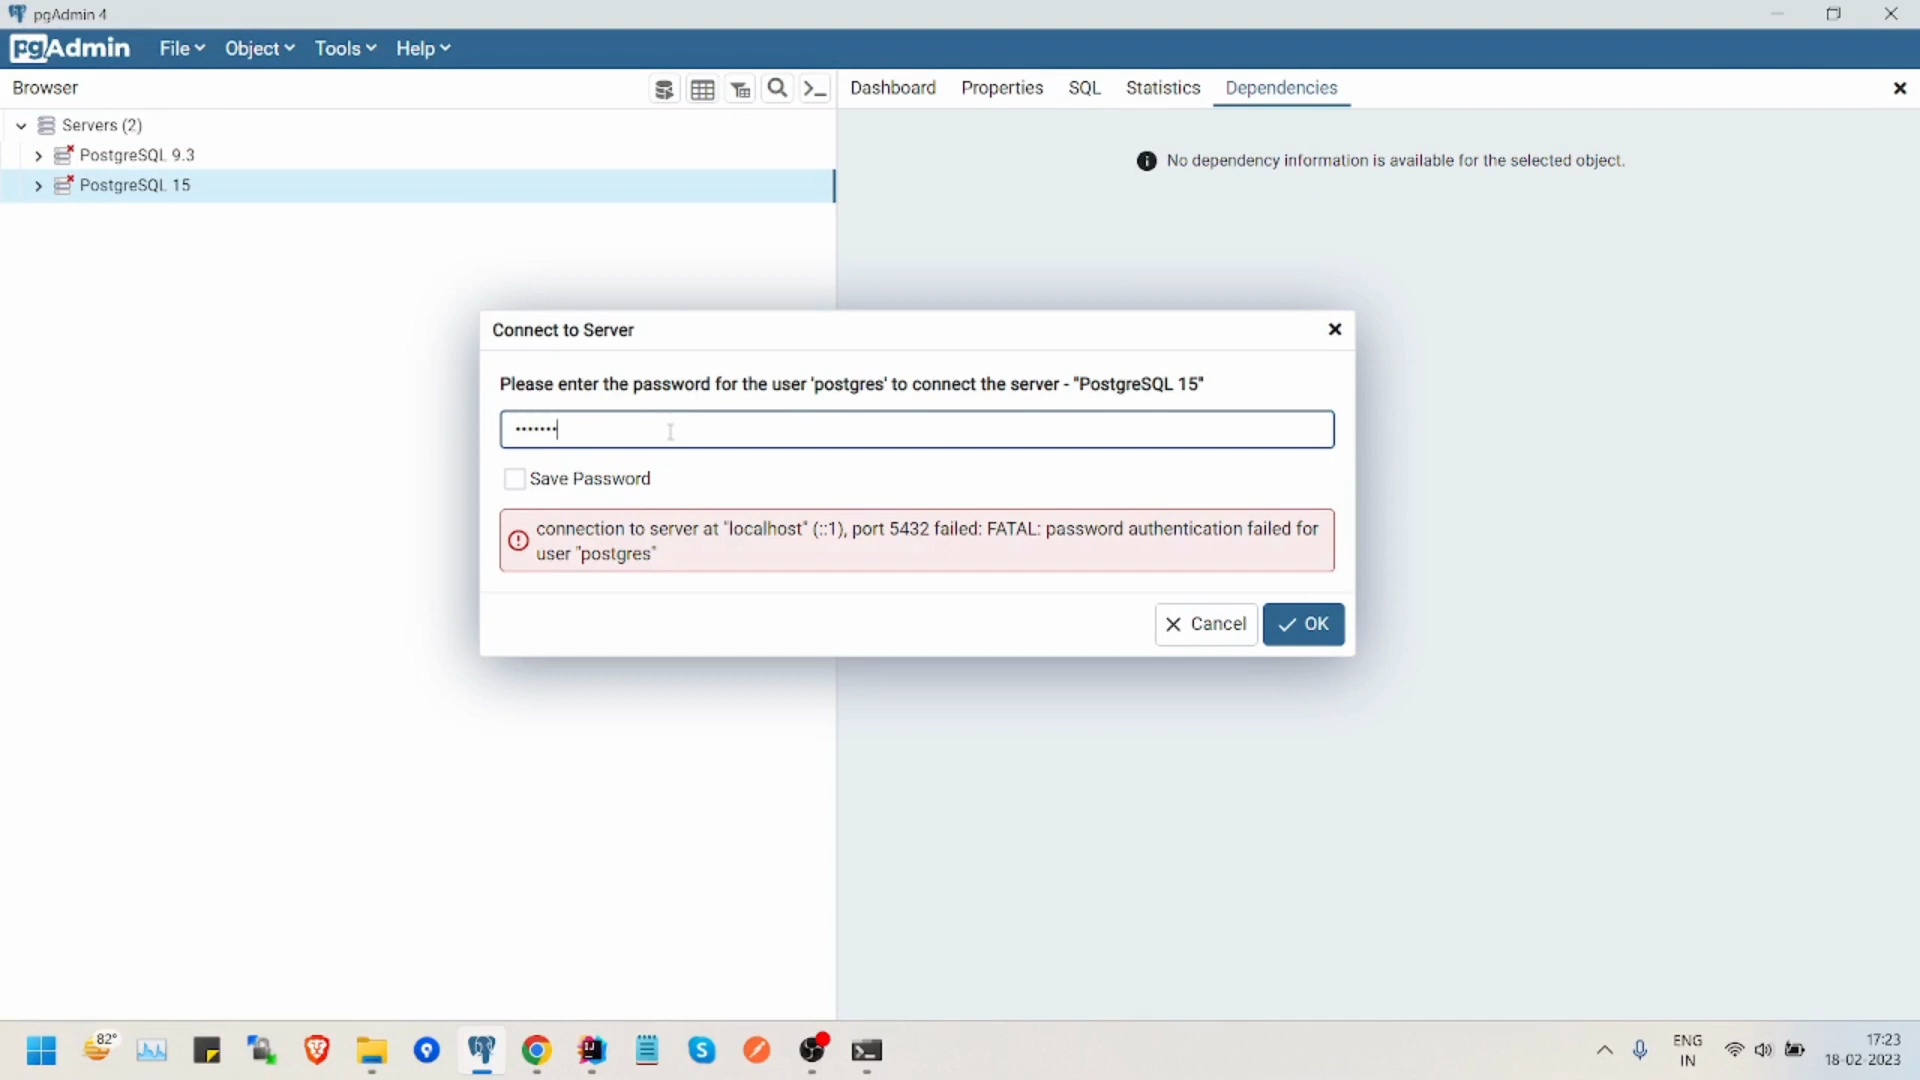 pgAdmin 4
pgAdmin File Object Tools Help
Browser
Dashboard Properties SQL Statistics Dependencies
Servers (2)
PostgreSQL 9.3
PostgreSQL 15
No dependency information is available for the selected object.
Connect to Server
Please enter the password for the user 'postgres' to connect the server - "PostgreSQL 15"
•••••••
Save Password
connection to server at "localhost" (::1), port 5432 failed: FATAL: password authentication failed for
user "postgres"
Cancel OK
82°
ENG
IN
17:23
18-02-2023